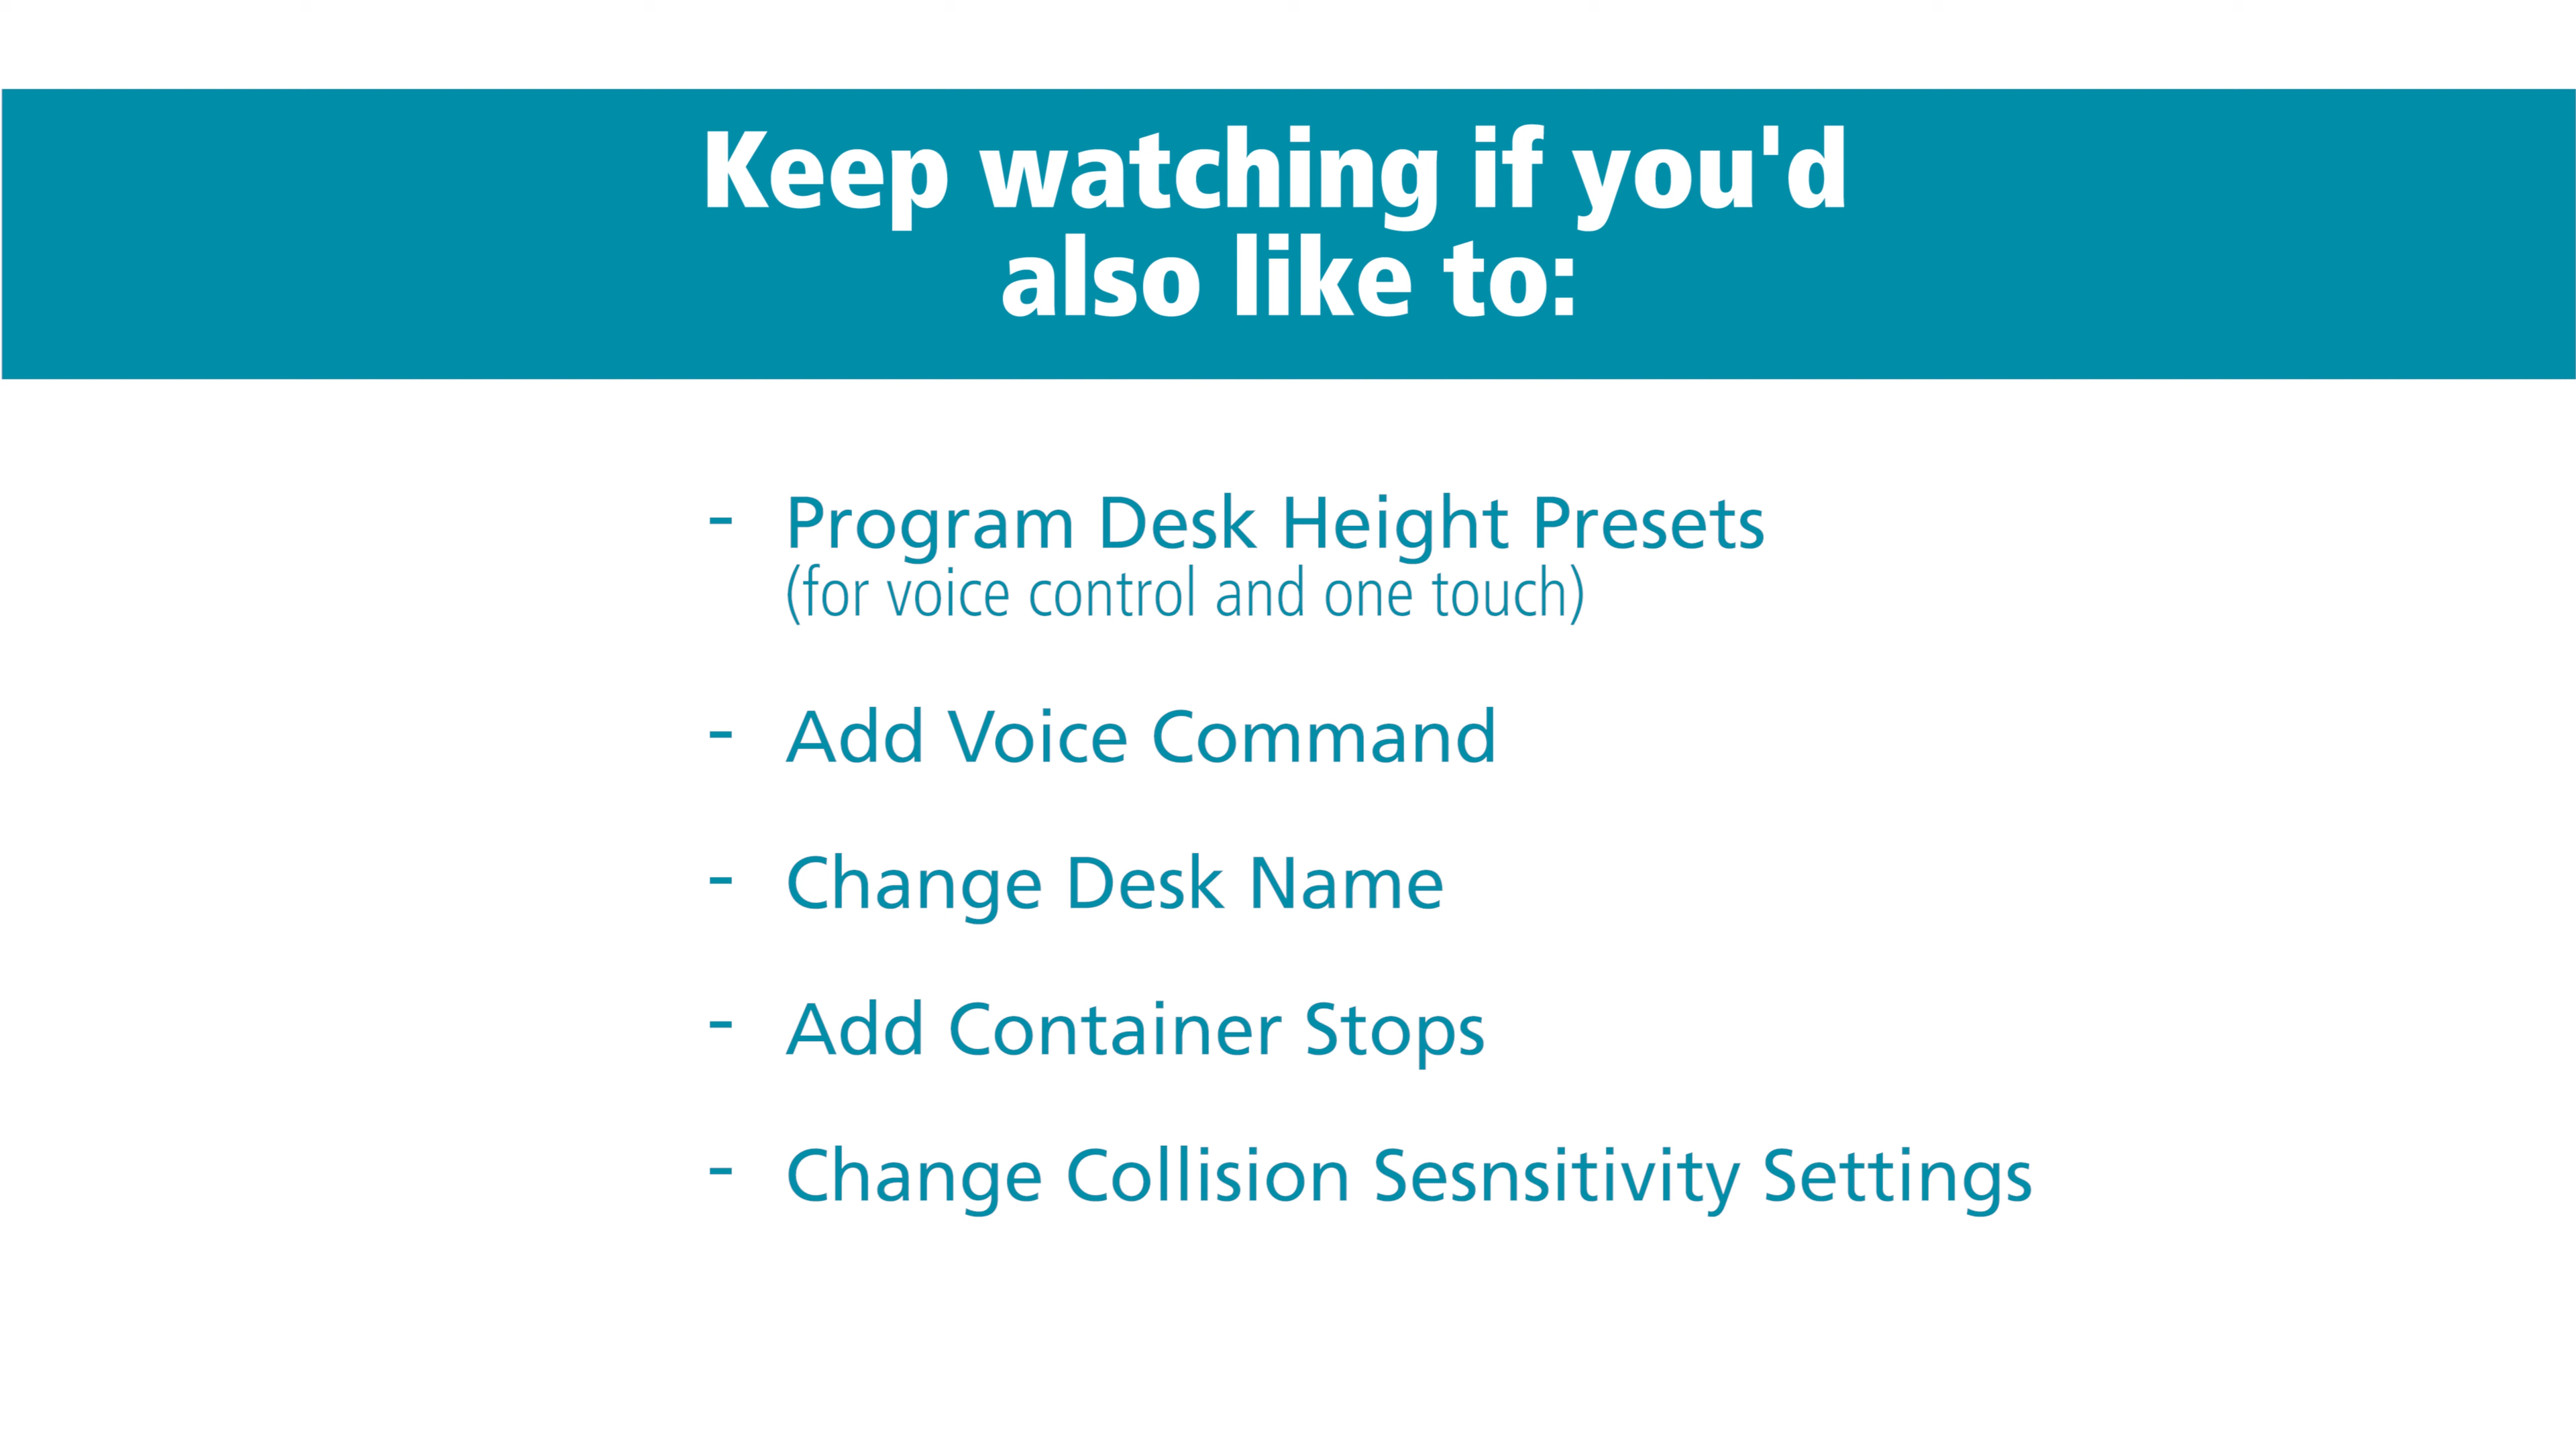 Keep watching if you'd
also like to:
- Program Desk Height Presets
(for voice control and one touch)
- Add Voice Command
- Change Desk Name
- Add Container Stops
- Change Collision Sesnsitivity Settings